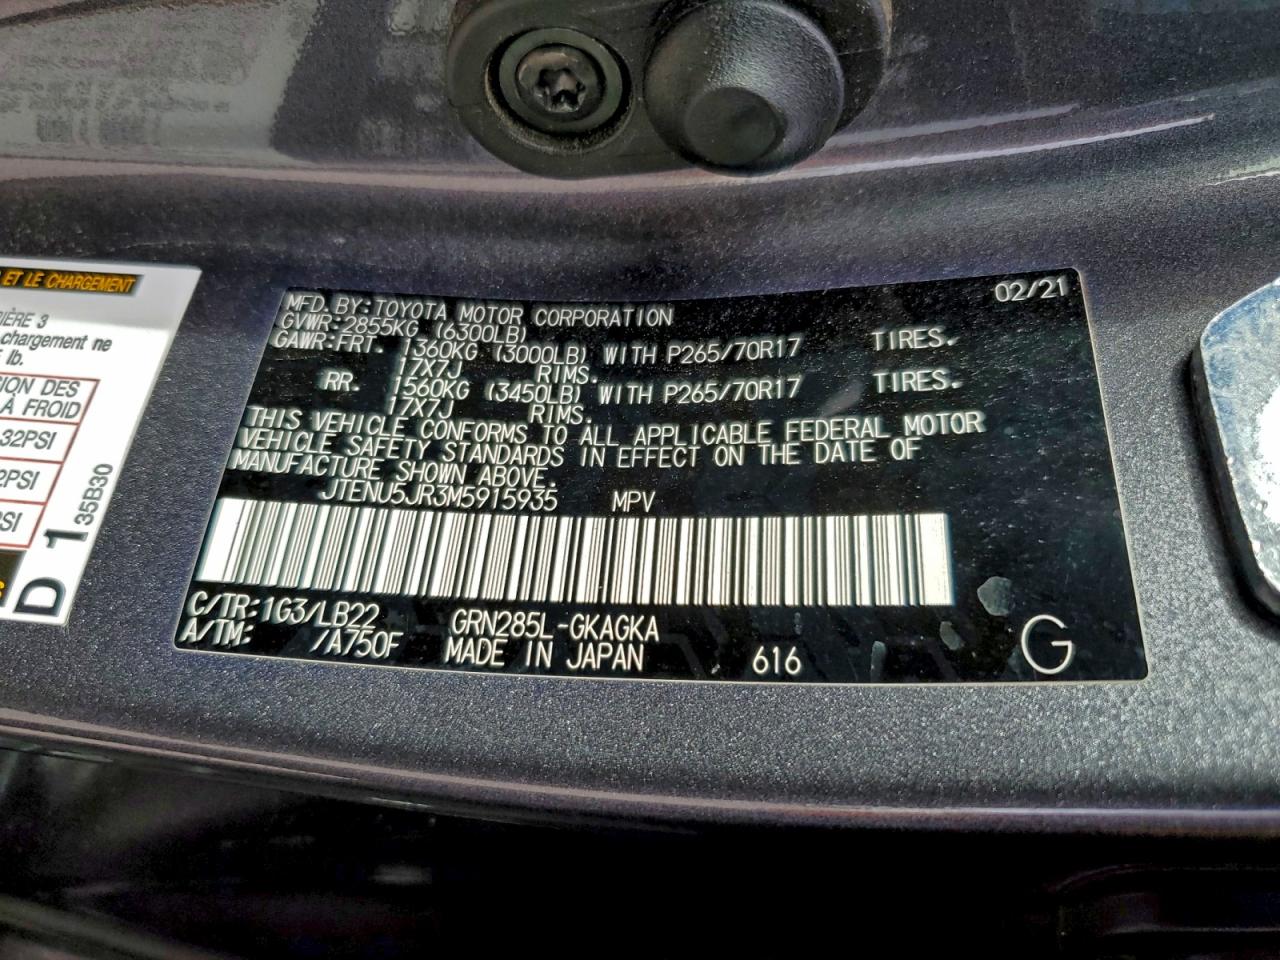 ET LE CHARGEMENT
IÈRE 3
chargement ne
lb.
ION DES
À FROID
32PSI
2PSI
PSI
D 1
35B30
02/21
MFD.BY:TOYOTA MOTOR CORPORATION
GVWR:2855KG (6300LB)
GAWR:FRT. 1360KG (3000LB) WITH P265/70R17 TIRES.
17X7J RIMS.
RR. 1560KG (3450LB) WITH P265/70R17 TIRES.
17X7J RIMS.
THIS VEHICLE CONFORMS TO ALL APPLICABLE FEDERAL MOTOR
VEHICLE SAFETY STANDARDS IN EFFECT ON THE DATE OF
MANUFACTURE SHOWN ABOVE.
JTENU5JR3M5915935 MPV
C/TR:1G3/LB22 GRN285L-GKAGKA
A/TM: /A750F MADE IN JAPAN 616 G